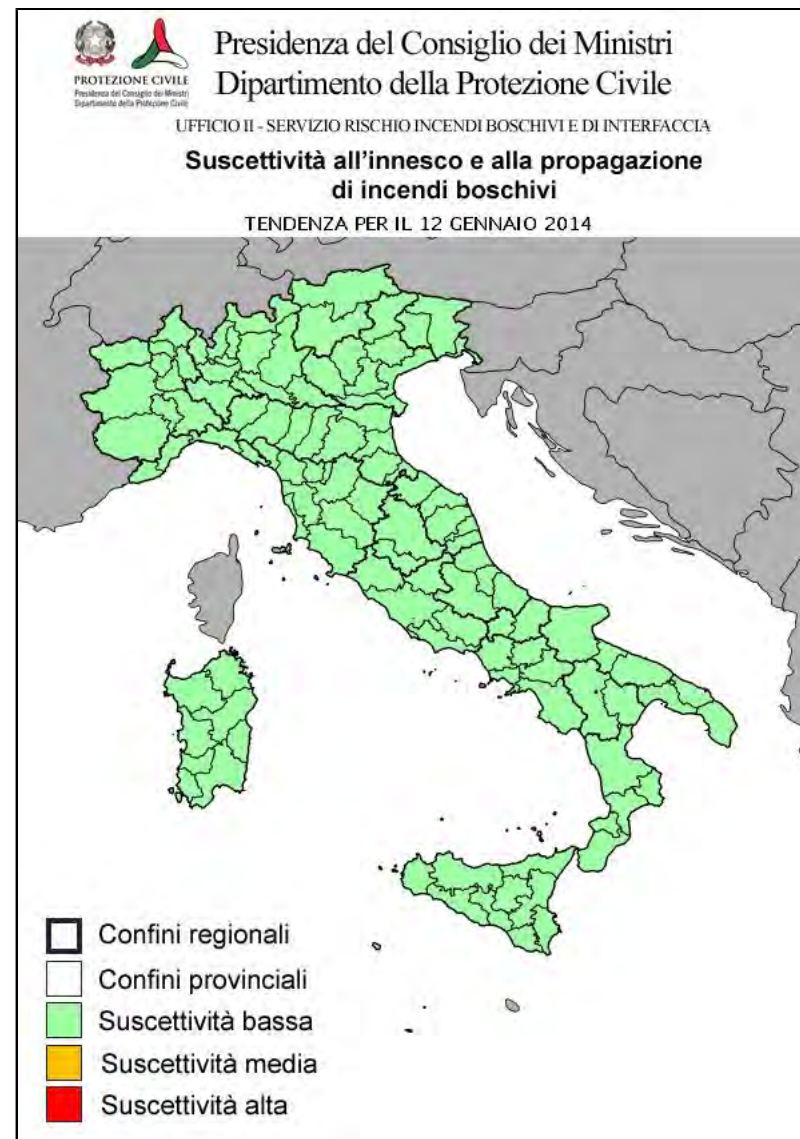 PROTEZIONE CIVILE
Presidenza del Consiglio dei Ministri
Dipartimento della Protezione Civile
Presidenza del Consiglio dei Ministri
Dipartimento della Protezione Civile
UFFICIO II - SERVIZIO RISCHIO INCENDI BOSCHIVI E DI INTERFACCIA
Suscettività all'innesco e alla propagazione
di incendi boschivi
TENDENZA PER IL 12 GENNAIO 2014
Confini regionali
Confini provinciali
Suscettività bassa
Suscettività media
Suscettività alta